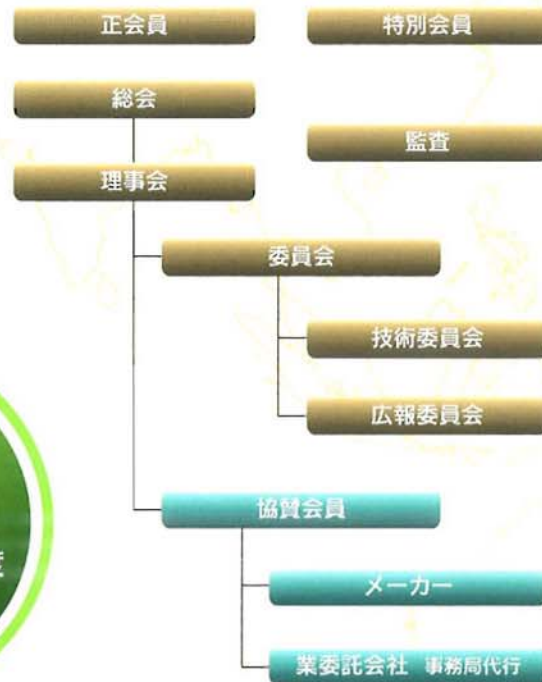 正会員
特別会員
総会
監査
理事会
委員会
技術委員会
広報委員会
協賛会員
メーカー
業委託会社 事務局代行